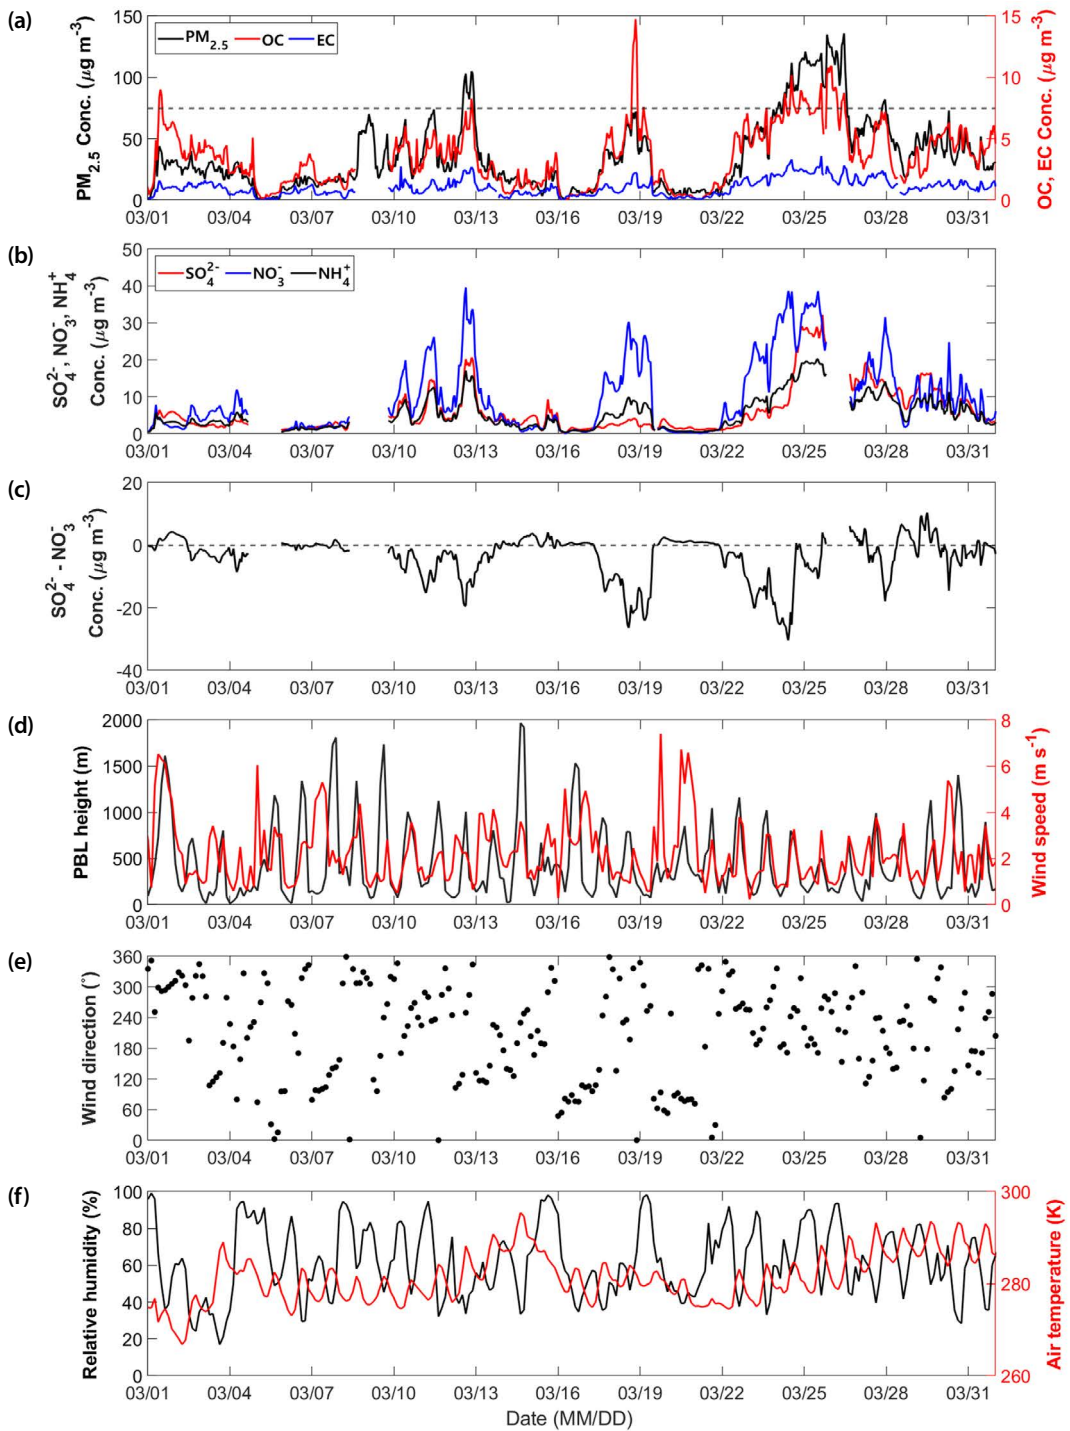 (a)
PM2.5 Conc. (μg m-3)
150
100
50
0
PM2.5 OC EC
15
10
5
0
OC, EC Conc. (μg m-3)
03/01 03/04 03/07 03/10 03/13 03/16 03/19 03/22 03/25 03/28 03/31
(b)
SO42-, NO3-, NH4+
Conc. (μg m-3)
50
40
30
20
10
0
SO42- NO3- NH4+
03/01 03/04 03/07 03/10 03/13 03/16 03/19 03/22 03/25 03/28 03/31
(c)
SO42- - NO3-
Conc. (μg m-3)
20
0
-20
-40
03/01 03/04 03/07 03/10 03/13 03/16 03/19 03/22 03/25 03/28 03/31
(d)
PBL height (m)
2000
1500
1000
500
0
8
6
4
2
0
Wind speed (m s-1)
03/01 03/04 03/07 03/10 03/13 03/16 03/19 03/22 03/25 03/28 03/31
(e)
Wind direction (°)
360
300
240
180
120
60
0
03/01 03/04 03/07 03/10 03/13 03/16 03/19 03/22 03/25 03/28 03/31
(f)
Relative humidity (%)
100
80
60
40
20
0
300
280
260
Air temperature (K)
03/01 03/04 03/07 03/10 03/13 03/16 03/19 03/22 03/25 03/28 03/31
Date (MM/DD)